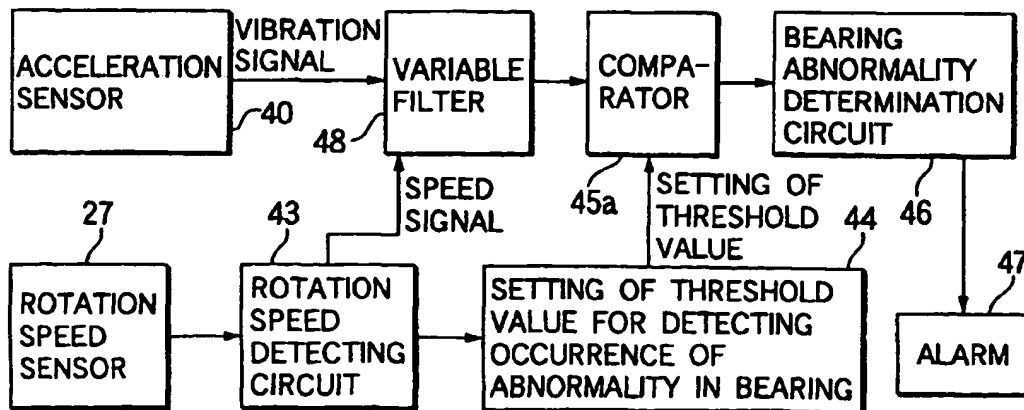 ACCELERATION
SENSOR
40
VIBRATION
SIGNAL
48
VARIABLE
FILTER
COMPA-
RATOR
45a
BEARING
ABNORMALITY
DETERMINATION
CIRCUIT
46
SPEED
SIGNAL
SETTING OF
THRESHOLD
VALUE
27
ROTATION
SPEED
SENSOR
43
ROTATION
SPEED
DETECTING
CIRCUIT
44
SETTING OF THRESHOLD
VALUE FOR DETECTING
OCCURRENCE OF
ABNORMALITY IN BEARING
47
ALARM